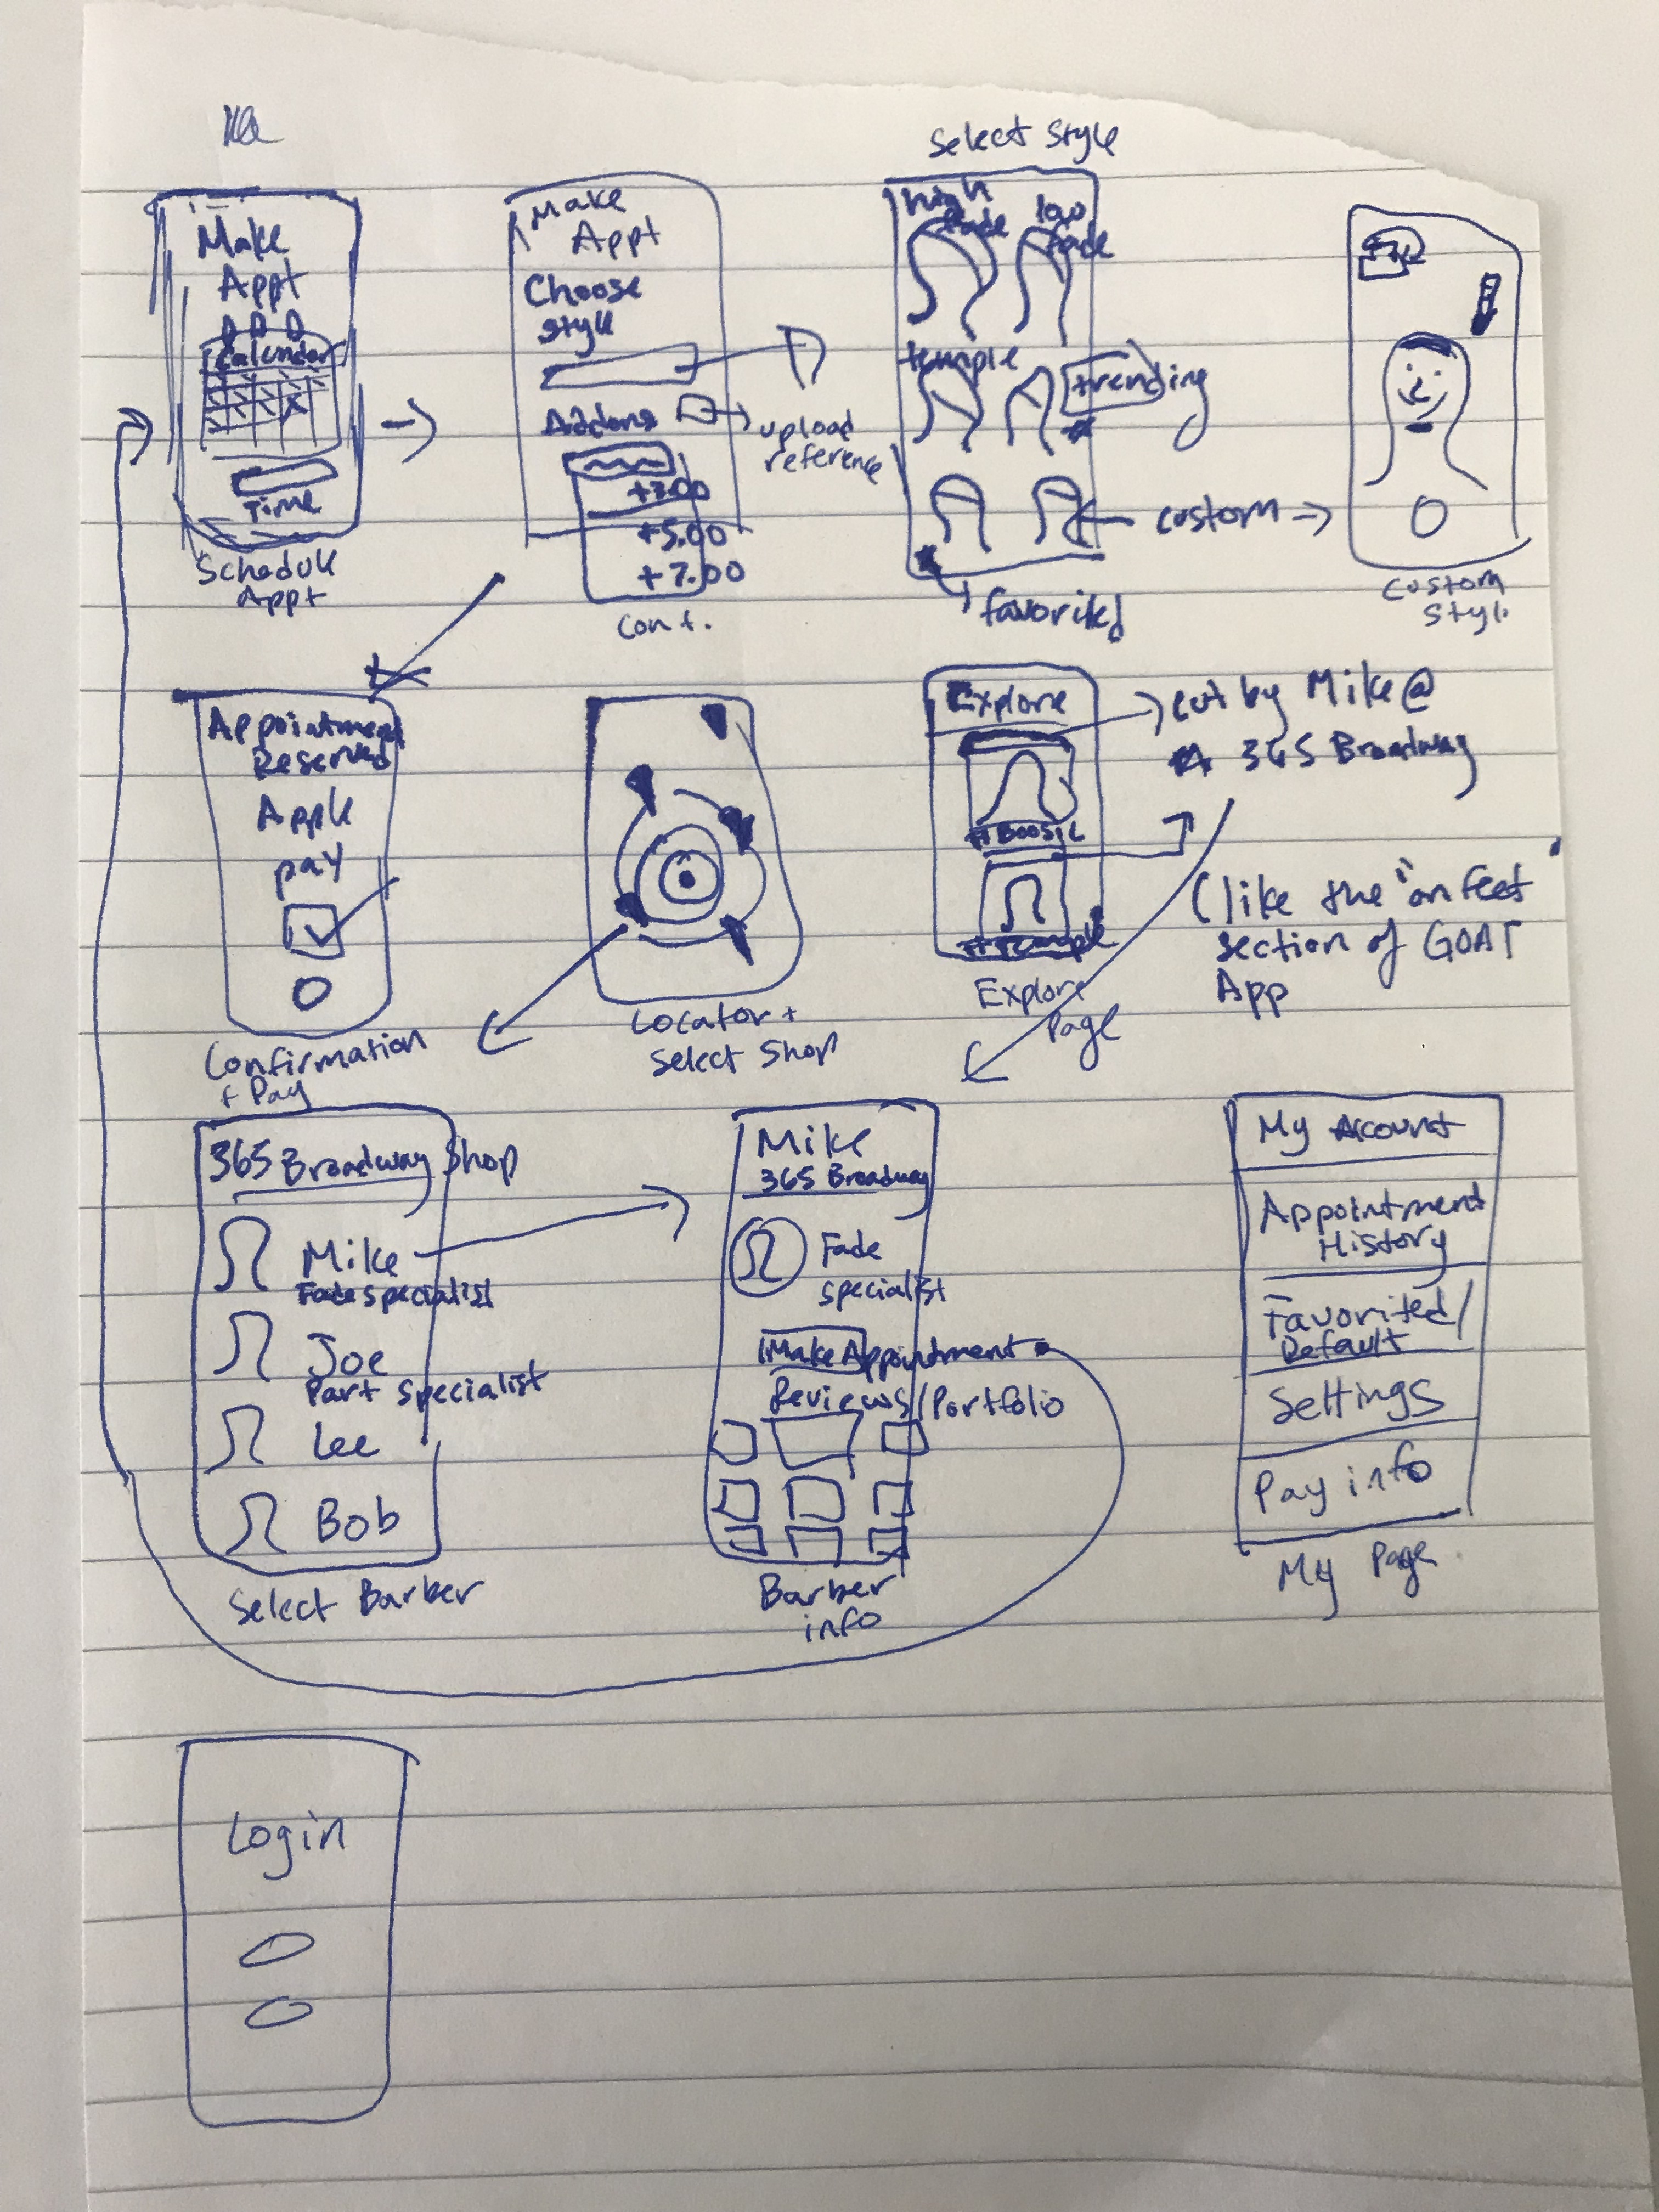 Make
Appt
Calendar
Time
Schedule
Appt
Make
Appt
Choose
style
Addons
+3.00
+5.00
+7.00
Cont.
upload
reference
Select Style
high
fade
low
fade
temple
trending
custom
favorited
Custom
Style
Appointment
Reserved
Apple
pay
Confirmation
+ Pay
Locator +
Select Shop
Explore
#Boosie
#temple
Explore
Page
cut by Mike @
365 Broadway
(like the "on feet"
section of GOAT
App
365 Broadway Shop
Mike
Fade specialist
Joe
Part Specialist
Lee
Bob
Select Barber
Mike
365 Broadway
Fade
specialist
Make Appointment
Reviews/Portfolio
Barber
info
My Account
Appointment
History
Favorited/
Default
Settings
Pay info
My Page
Login